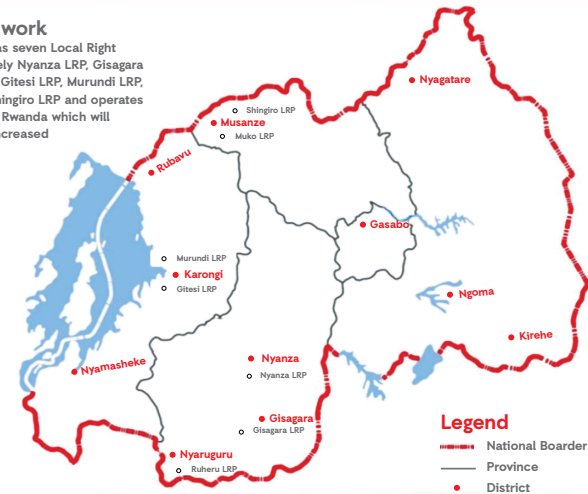 work
as seven Local Right
ely Nyanza LRP, Gisagara
Gitesi LRP, Murundi LRP,
ingiro LRP and operates
Rwanda which will
creased
Nyagatare
Shingiro LRP
Musanze
Muko LRP
Rubavu
Gasabo
Murundi LRP
Karongi
Gitesi LRP
Ngoma
Kirehe
Nyanza
Nyamasheke
Nyanza LRP
Gisagara
Gisagara LRP
Nyaruguru
Ruheru LRP
Legend
National Boarder
Province
District